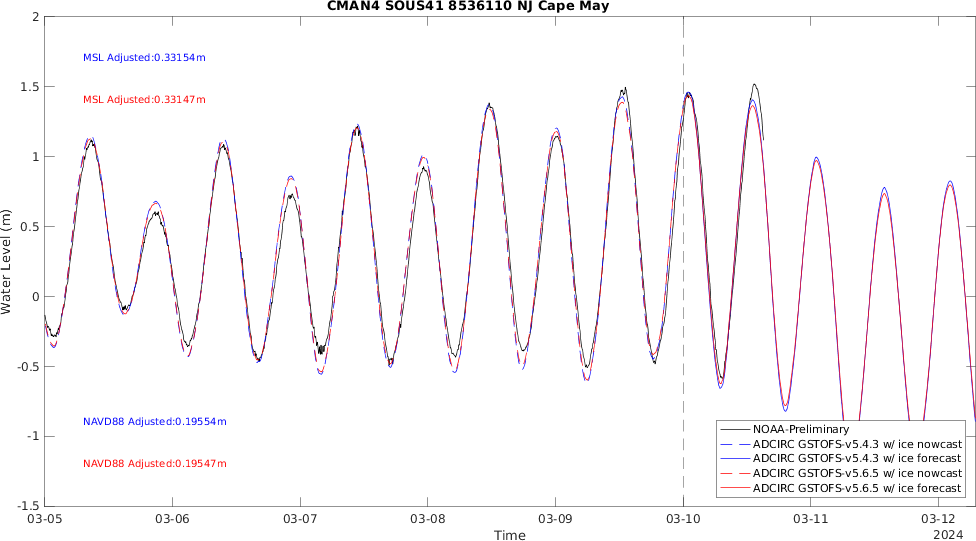 CMAN4 SOUS41 8536110 NJ Cape May
2
1.5
1
0.5
0
-0.5
-1
-1.5
Water Level (m)
MSL Adjusted:0.33154m
MSL Adjusted:0.33147m
NAVD88 Adjusted:0.19554m
NAVD88 Adjusted:0.19547m
NOAA-Preliminary
ADCIRC GSTOFS-v5.4.3 w/ ice nowcast
ADCIRC GSTOFS-v5.4.3 w/ ice forecast
ADCIRC GSTOFS-v5.6.5 w/ ice nowcast
ADCIRC GSTOFS-v5.6.5 w/ ice forecast
03-05 03-06 03-07 03-08 03-09 03-10 03-11 03-12
Time
2024